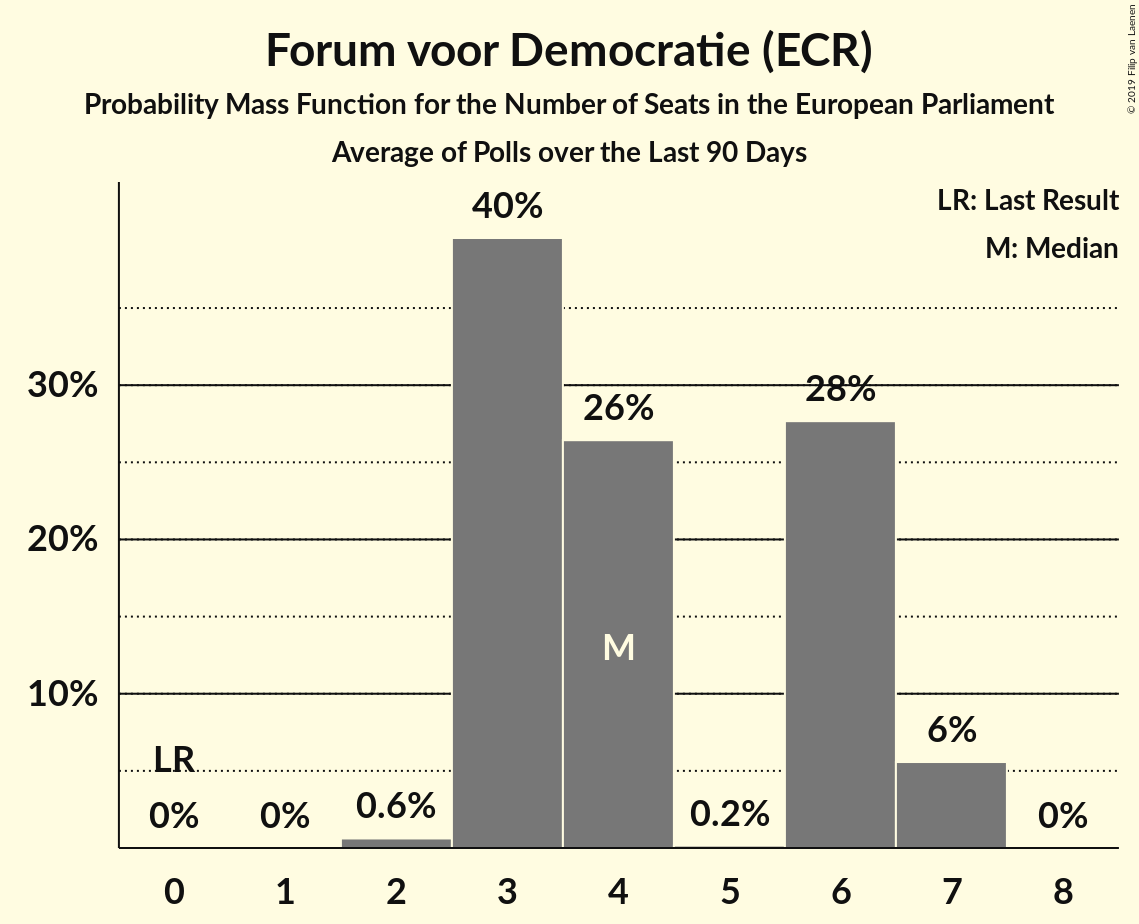 Forum voor Democratie (ECR)
Probability Mass Function for the Number of Seats in the European Parliament
Average of Polls over the Last 90 Days
© 2019 Filip van Laenen
LR: Last Result
M: Median
40%
30%
28%
26%
20%
M
10%
6%
LR
0%
0%
0.6%
0.2%
0%
0 1 2 3 4 5 6 7 8